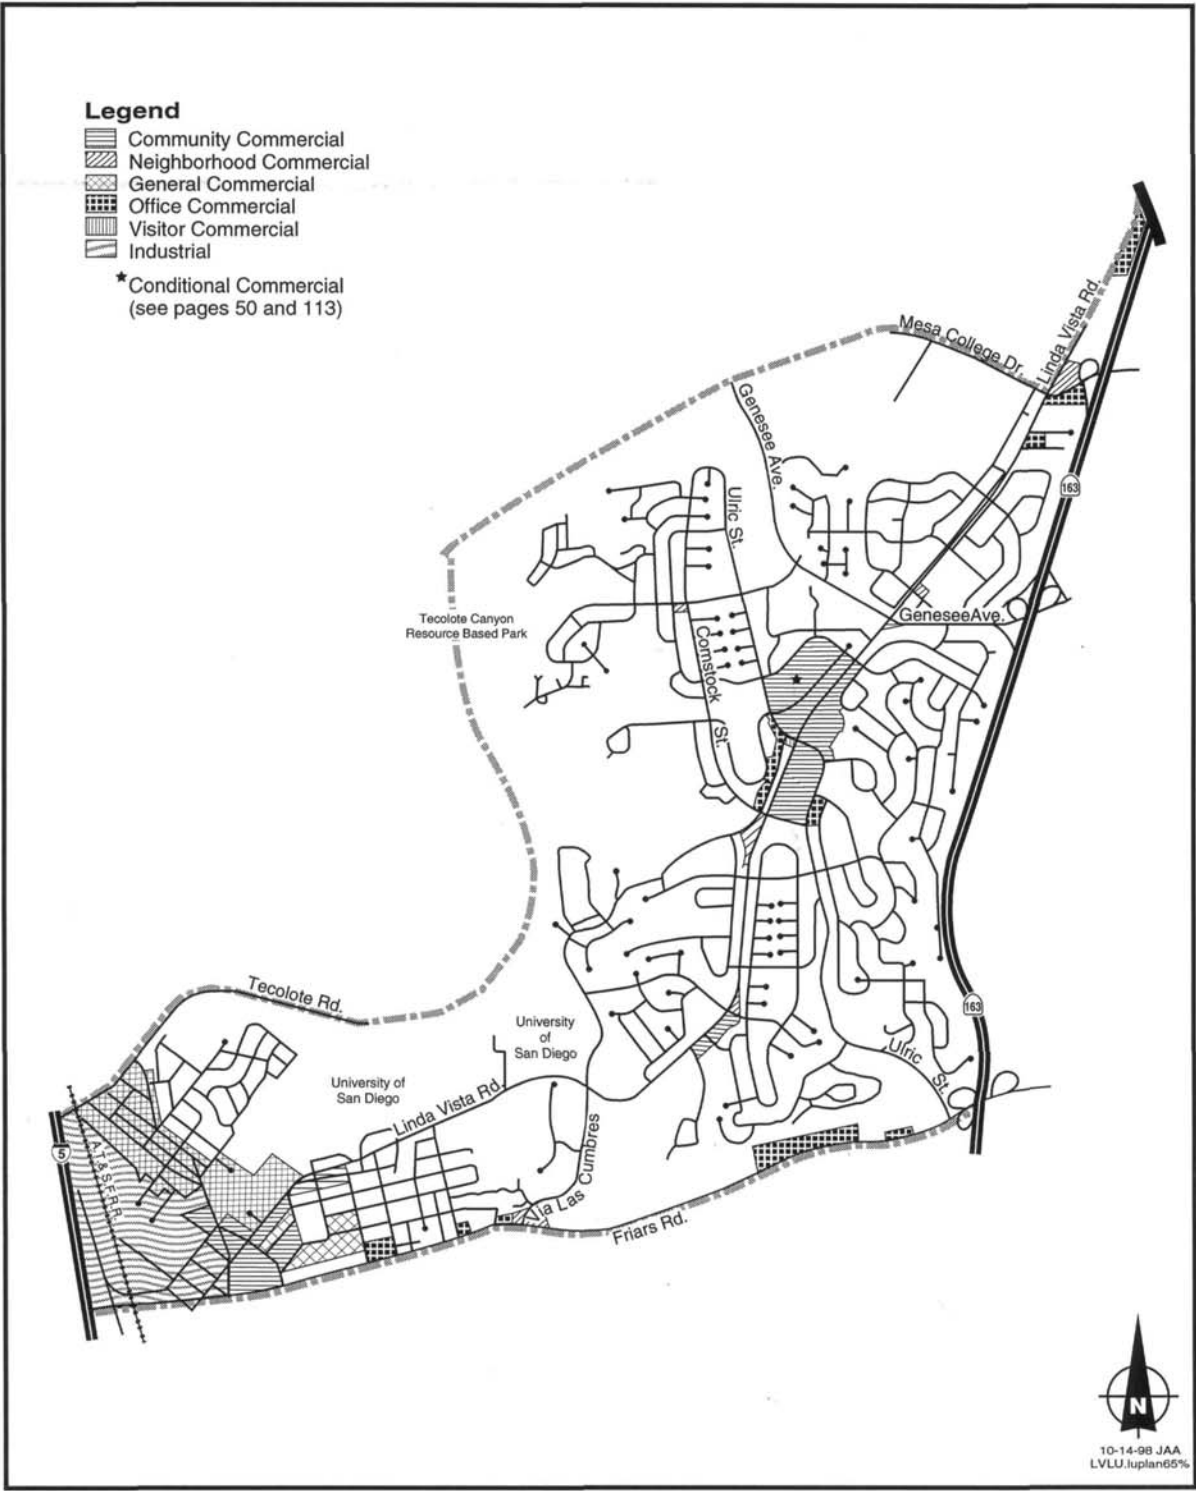 Legend
Community Commercial
Neighborhood Commercial
General Commercial
Office Commercial
Visitor Commercial
Industrial
★Conditional Commercial
(see pages 50 and 113)
Linda Vista Rd.
Mesa College Dr.
Genesee Ave.
163
Ulric St.
Tecolote Canyon
Resource Based Park
GeneseeAve.
Comstock St.
Tecolote Rd.
University
of
San Diego
163
Ulric St.
University of
San Diego
Linda Vista Rd.
5
A.T.&S.F.R.R.
Via Las Cumbres
Friars Rd.
N
10-14-98 JAA
LVLU.luplan65%